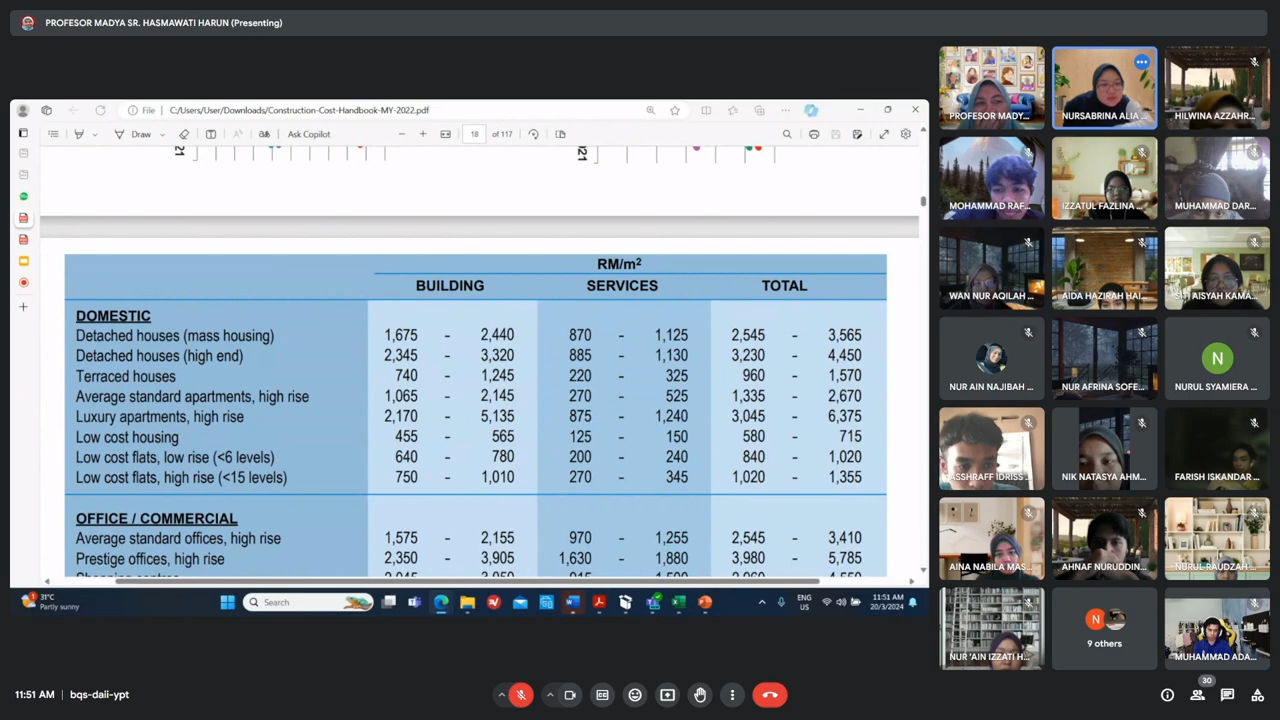 PROFESOR MADYA SR. HASMAWATI HARUN (Presenting)
File C:/Users/User/Downloads/Construction-Cost-Handbook-MY-2022.pdf
Draw Ask Copilot 18 of 117
RM/m²
BUILDING SERVICES TOTAL
DOMESTIC
Detached houses (mass housing) 1,675 - 2,440 870 - 1,125 2,545 - 3,565
Detached houses (high end) 2,345 - 3,320 885 - 1,130 3,230 - 4,450
Terraced houses 740 - 1,245 220 - 325 960 - 1,570
Average standard apartments, high rise 1,065 - 2,145 270 - 525 1,335 - 2,670
Luxury apartments, high rise 2,170 - 5,135 875 - 1,240 3,045 - 6,375
Low cost housing 455 - 565 125 - 150 580 - 715
Low cost flats, low rise (<6 levels) 640 - 780 200 - 240 840 - 1,020
Low cost flats, high rise (<15 levels) 750 - 1,010 270 - 345 1,020 - 1,355
OFFICE / COMMERCIAL
Average standard offices, high rise 1,575 - 2,155 970 - 1,255 2,545 - 3,410
Prestige offices, high rise 2,350 - 3,905 1,630 - 1,880 3,980 - 5,785
31°C
Partly sunny
Search
ENG
US
11:51 AM
20/3/2024
PROFESOR MADY...
NURSABRINA ALIA ...
HILWINA AZZAHR...
MOHAMMAD RAF...
IZZATUL FAZLINA ...
MUHAMMAD DAR...
WAN NUR AQILAH ...
AIDA HAZIRAH HAI...
SITI AISYAH KAMA...
NUR AIN NAJIBAH ...
NUR AFRINA SOFE...
N
NURUL SYAMIERA ...
ASSHRAFF IDRISS ...
NIK NATASYA AHM...
FARISH ISKANDAR ...
AINA NABILA MAS...
AHNAF NURUDDIN...
NURUL RAUDZAH ...
NUR 'AIN IZZATI H...
N
9 others
MUHAMMAD ADA...
11:51 AM | bqs-daii-ypt
30